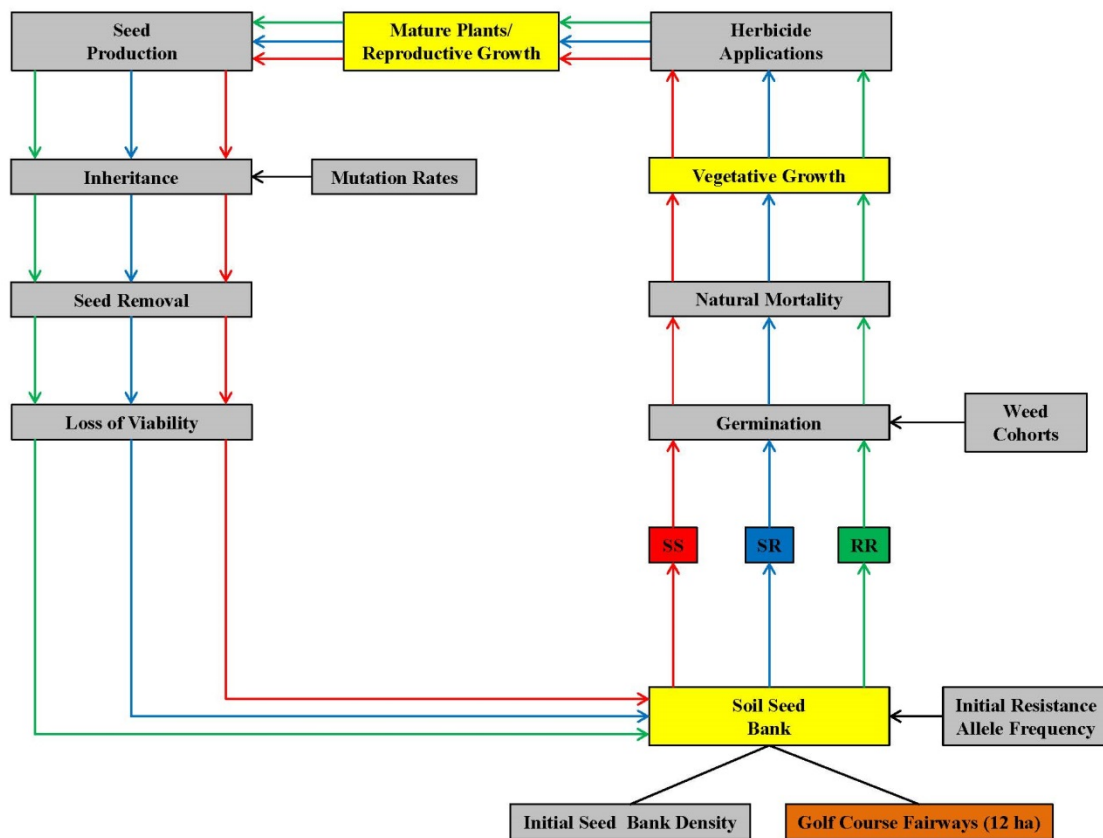 Seed
Production
Mature Plants/
Reproductive Growth
Herbicide
Applications
Inheritance
Mutation Rates
Vegetative Growth
Seed Removal
Natural Mortality
Loss of Viability
Germination
Weed
Cohorts
SS
SR
RR
Soil Seed
Bank
Initial Resistance
Allele Frequency
Initial Seed Bank Density
Golf Course Fairways (12 ha)